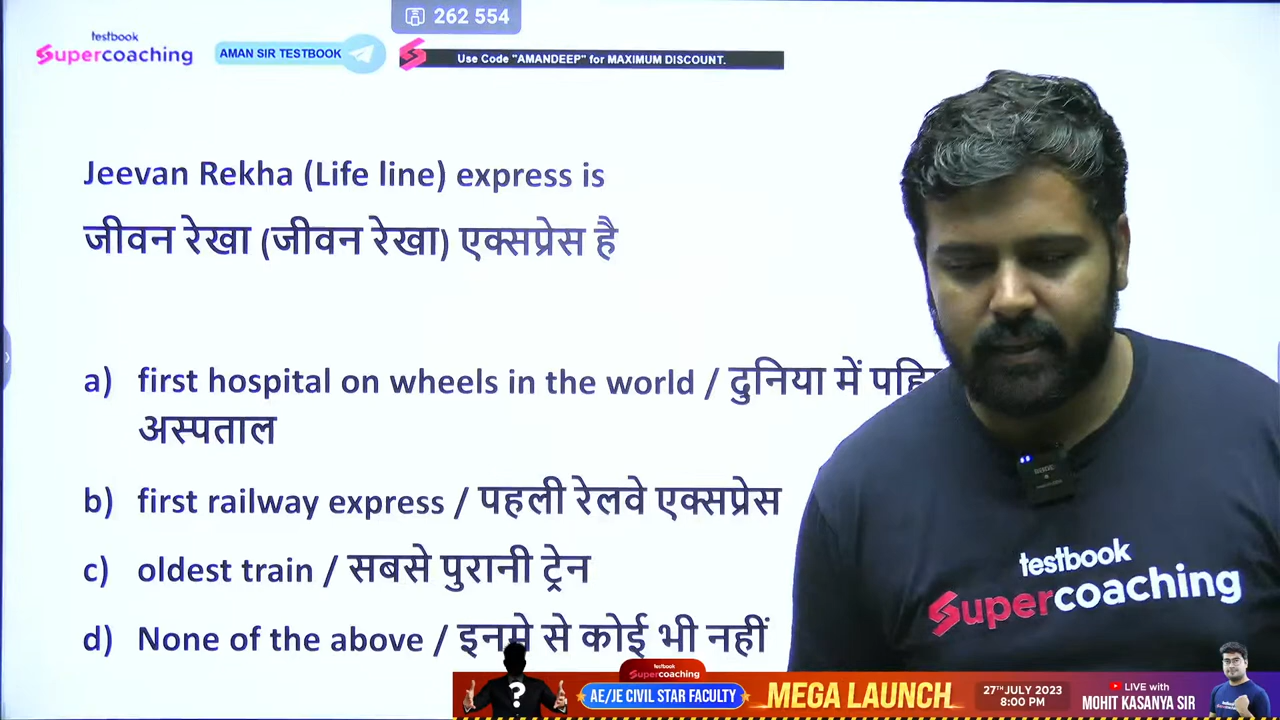 262 554
testbook
Supercoaching
AMAN SIR TESTBOOK
Use Code "AMANDEEP" for MAXIMUM DISCOUNT.
Jeevan Rekha (Life line) express is
जीवन रेखा (जीवन रेखा) एक्सप्रेस है
a) first hospital on wheels in the world / दुनिया में
अस्पताल
b) first railway express / पहली रेलवे एक्सप्रेस
c) oldest train / सबसे पुरानी ट्रेन
d) None of the above / इनमे से कोई भी नहीं
testbook
Supercoaching
testbook
Supercoaching
?
AE/JE CIVIL STAR FACULTY
MEGA LAUNCH
27TH JULY 2023
8:00 PM
LIVE with
MOHIT KASANYA SIR